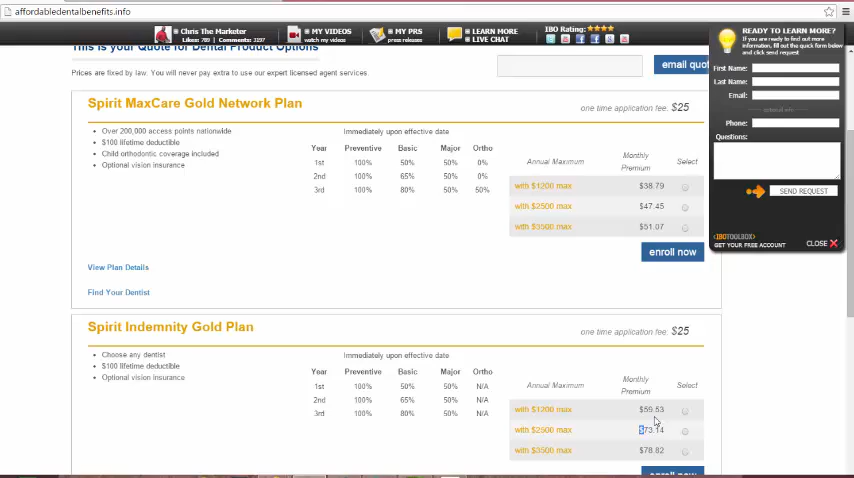 affordabledentalbenefits.info
Chris The Marketer
Likes: 789 | Comments: 3197
MY VIDEOS
watch my videos
MY PRS
press releases
LEARN MORE
LIVE CHAT
IBO Rating:
READY TO LEARN MORE?
If you are ready to find out more
information, fill out the quick form below
and click send request
First Name:
Last Name:
Email:
Phone:
Questions:
SEND REQUEST
IBOTOOLBOX
GET YOUR FREE ACCOUNT
CLOSE X
This is your Quote for Dental Product Options
Prices are fixed by law. You will never pay extra to use our expert licensed agent services.
email quot
Spirit MaxCare Gold Network Plan
one time application fee: $25
Over 200,000 access points nationwide
$100 lifetime deductible
Child orthodontic coverage included
Optional vision insurance
Immediately upon effective date
Year Preventive Basic Major Ortho
1st 100% 50% 50% 0%
2nd 100% 65% 50% 0%
3rd 100% 80% 50% 50%
Annual Maximum Monthly Premium Select
with $1200 max $38.79
with $2500 max $47.45
with $3500 max $51.07
enroll now
View Plan Details
Find Your Dentist
Spirit Indemnity Gold Plan
one time application fee: $25
Choose any dentist
$100 lifetime deductible
Optional vision insurance
Immediately upon effective date
Year Preventive Basic Major Ortho
1st 100% 50% 50% N/A
2nd 100% 65% 50% N/A
3rd 100% 80% 50% N/A
Annual Maximum Monthly Premium Select
with $1200 max $59.53
with $2500 max $73.14
with $3500 max $78.82
enroll now